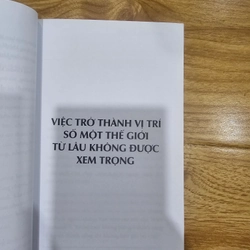 VIỆC TRỞ THÀNH VỊ TRÍ
SỐ MỘT THẾ GIỚI
TỪ LÂU KHÔNG ĐƯỢC
XEM TRỌNG